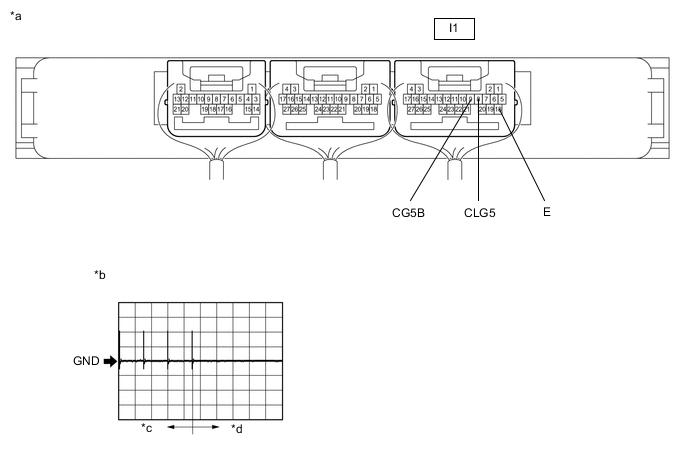 *a
I1
2 1
13 12 11 10 9 8 7 6 5 4 3
21 20 19 18 17 16 15 14
4 3 2 1
17 16 15 14 13 12 11 10 9 8 7 6 5
27 26 25 24 23 22 21 20 19 18
4 3 2 1
17 16 15 14 13 12 11 10 9 8 7 6 5
27 26 25 24 23 22 21 20 19 18
CG5B CLG5 E
*b
GND
*c *d